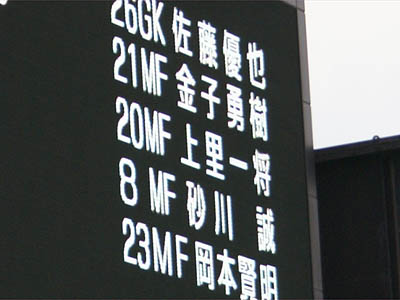 26GK 佐藤優也
21MF 金子勇樹
20MF 上里一将
8 MF 砂川 誠
23MF 岡本賢明